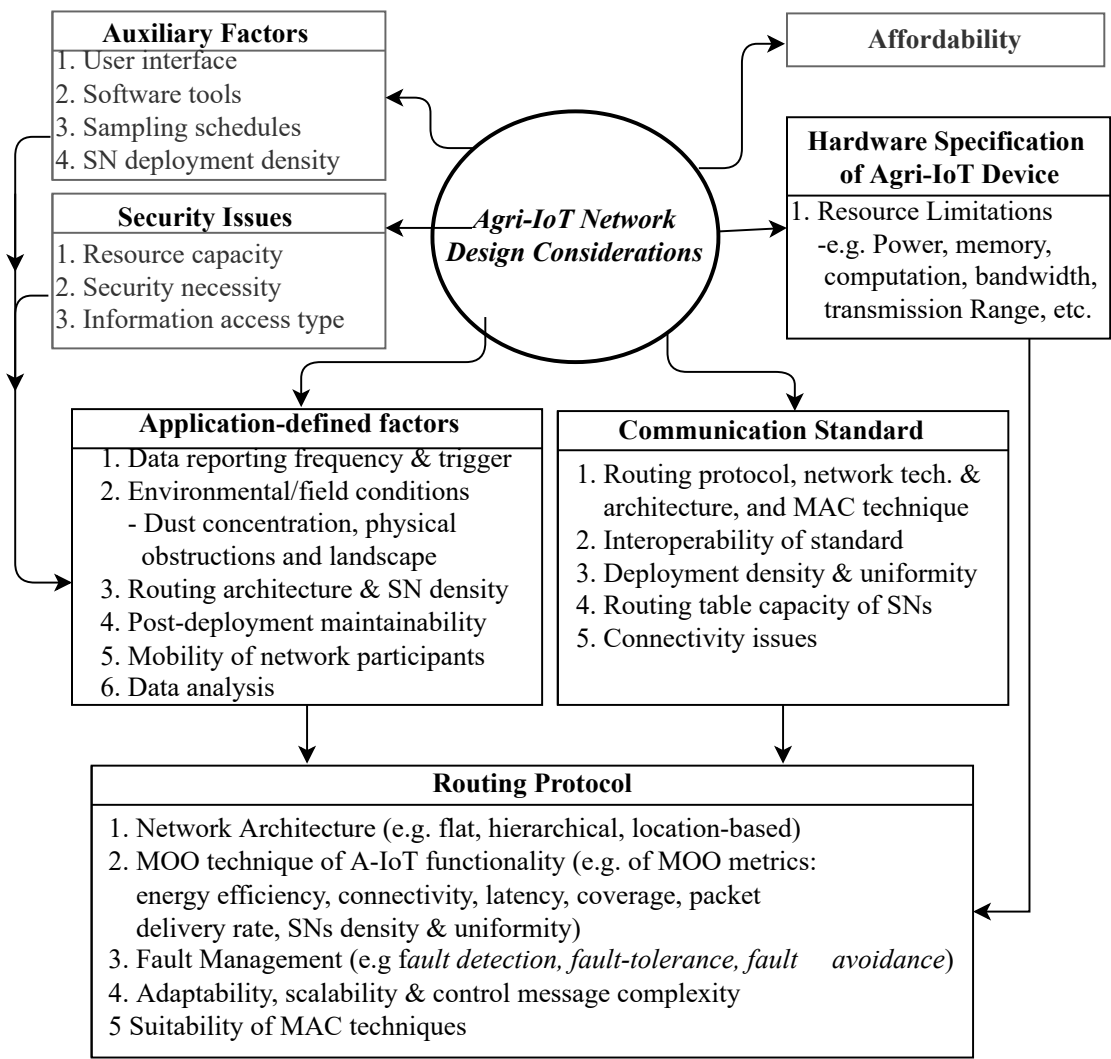 Auxiliary Factors
1. User interface
2. Software tools
3. Sampling schedules
4. SN deployment density
Affordability
Security Issues
1. Resource capacity
2. Security necessity
3. Information access type
Agri-IoT Network
Design Considerations
Hardware Specification
of Agri-IoT Device
1. Resource Limitations
-e.g. Power, memory,
computation, bandwidth,
transmission Range, etc.
Application-defined factors
1. Data reporting frequency & trigger
2. Environmental/field conditions
- Dust concentration, physical
obstructions and landscape
3. Routing architecture & SN density
4. Post-deployment maintainability
5. Mobility of network participants
6. Data analysis
Communication Standard
1. Routing protocol, network tech. &
architecture, and MAC technique
2. Interoperability of standard
3. Deployment density & uniformity
4. Routing table capacity of SNs
5. Connectivity issues
Routing Protocol
1. Network Architecture (e.g. flat, hierarchical, location-based)
2. MOO technique of A-IoT functionality (e.g. of MOO metrics:
energy efficiency, connectivity, latency, coverage, packet
delivery rate, SNs density & uniformity)
3. Fault Management (e.g fault detection, fault-tolerance, fault avoidance)
4. Adaptability, scalability & control message complexity
5 Suitability of MAC techniques